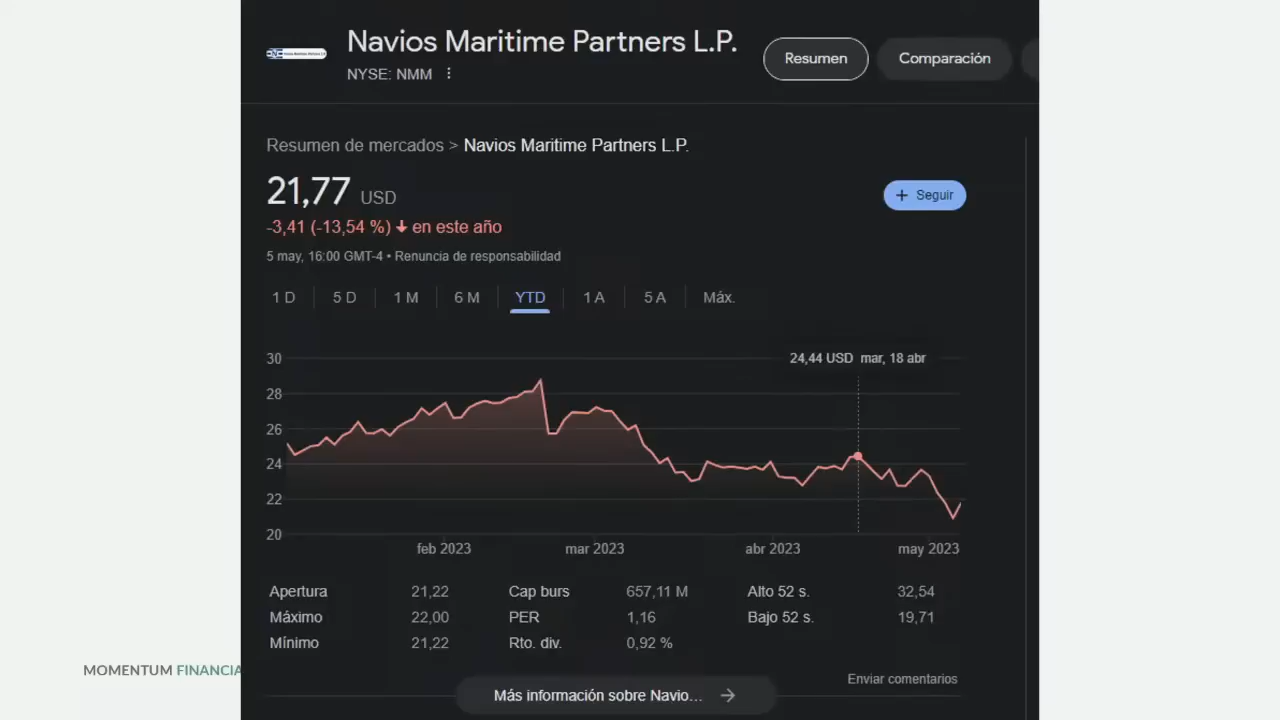 Navios Maritime Partners L.P.
NYSE: NMM
Resumen
Comparación
Resumen de mercados > Navios Maritime Partners L.P.
21,77 USD
+ Seguir
-3,41 (-13,54 %) ↓ en este año
5 may, 16:00 GMT-4 • Renuncia de responsabilidad
1 D 5 D 1 M 6 M YTD 1 A 5 A Máx.
24,44 USD mar, 18 abr
30
28
26
24
22
20
feb 2023 mar 2023 abr 2023 may 2023
Apertura 21,22 Cap burs 657,11 M Alto 52 s. 32,54
Máximo 22,00 PER 1,16 Bajo 52 s. 19,71
Mínimo 21,22 Rto. div. 0,92 %
MOMENTUM FINANCIA
Enviar comentarios
Más información sobre Navio... →